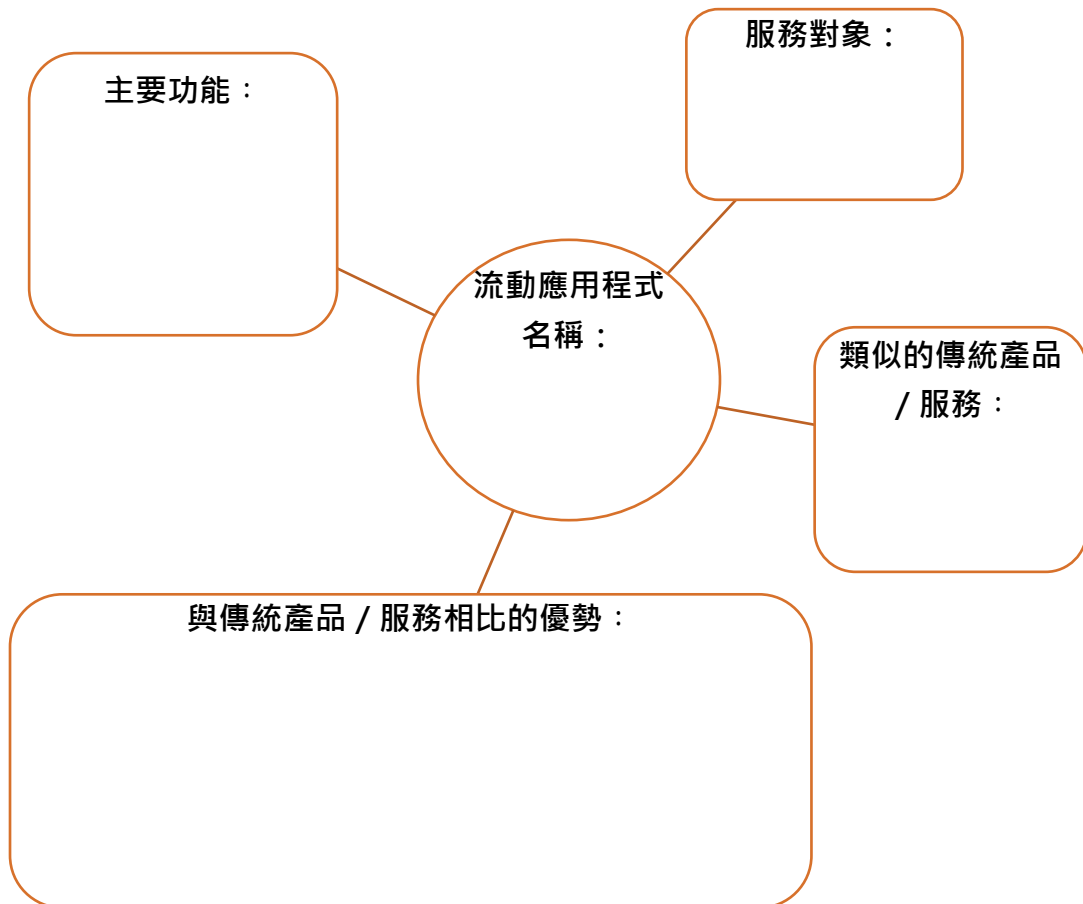 服務對象：
主要功能：
流動應用程式
名稱：
類似的傳統產品
/ 服務：
與傳統產品 / 服務相比的優勢：